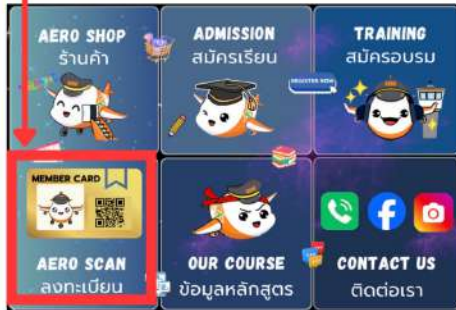 AERO SHOP
ร้านค้า
ADMISSION
สมัครเรียน
TRAINING
สมัครอบรม
REGISTER NOW
MEMBER CARD
AERO SCAN
ลงทะเบียน
OUR COURSE
ข้อมูลหลักสูตร
CONTACT US
ติดต่อเรา